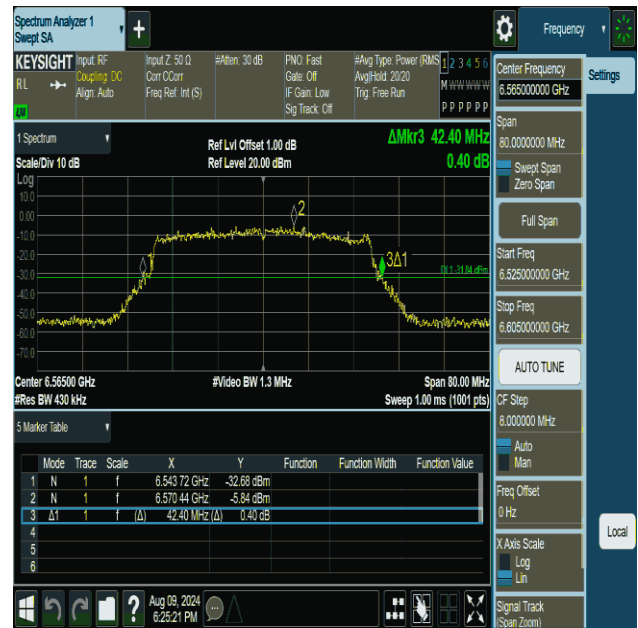 Spectrum Analyzer 1
Swept SA
+
Frequency
KEYSIGHT
RL
Input: RF
Coupling: DC
Align: Auto
Input Z: 50 Ω
Corr CCorr
Freq Ref: Int (S)
#Atten: 30 dB
PNO: Fast
Gate: Off
IF Gain: Low
Sig Track: Off
#Avg Type: Power (RMS
Avg|Hold: 20/20
Trig: Free Run
1 2 3 4 5 6
M W W W W W
P P P P P P
Center Frequency
6.565000000 GHz
Settings
Span
80.0000000 MHz
Swept Span
Zero Span
Full Span
Start Freq
6.525000000 GHz
Stop Freq
6.605000000 GHz
AUTO TUNE
CF Step
8.000000 MHz
Auto
Man
Freq Offset
0 Hz
X Axis Scale
Log
Lin
Signal Track
(Span Zoom)
Local
1 Spectrum
Scale/Div 10 dB
Log
Ref Lvl Offset 1.00 dB
Ref Level 20.00 dBm
ΔMkr3 42.40 MHz
0.40 dB
10.0
0.00
-10.0
-20.0
-30.0
-40.0
-50.0
-60.0
-70.0
1
2
3Δ1
DL1 -31.84 dBm
Center 6.56500 GHz
#Res BW 430 kHz
#Video BW 1.3 MHz
Span 80.00 MHz
Sweep 1.00 ms (1001 pts)
5 Marker Table
Mode Trace Scale X Y Function Function Width Function Value
1 N 1 f 6.543 72 GHz -32.68 dBm
2 N 1 f 6.570 44 GHz -5.84 dBm
3 Δ1 1 f (Δ) 42.40 MHz (Δ) 0.40 dB
4
5
6
?
Aug 09, 2024
6:25:21 PM